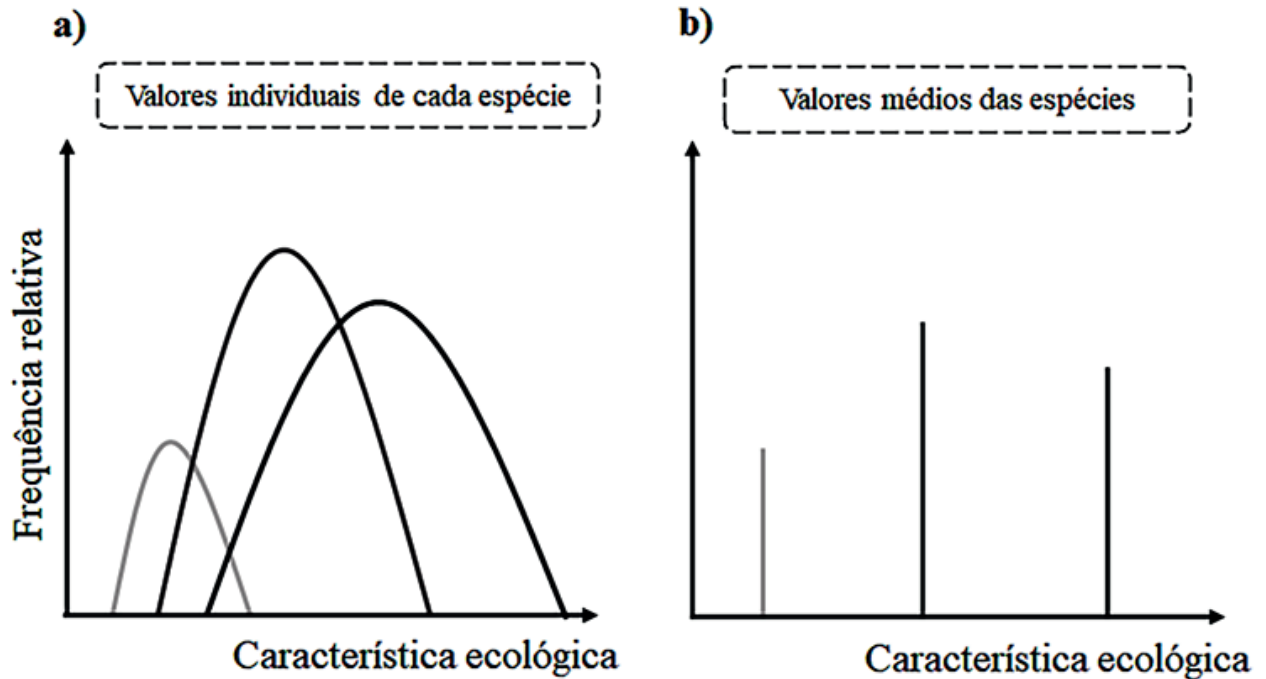 a)
Valores individuais de cada espécie
Frequência relativa
Característica ecológica
b)
Valores médios das espécies
Característica ecológica